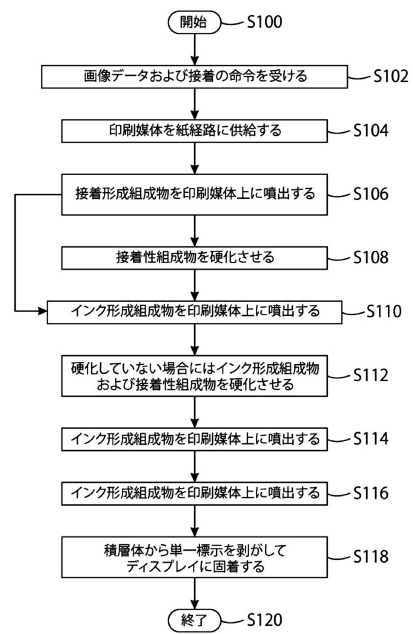 開始
S100
画像データおよび接着の命令を受ける
S102
印刷媒体を紙経路に供給する
S104
接着形成組成物を印刷媒体上に噴出する
S106
接着性組成物を硬化させる
S108
インク形成組成物を印刷媒体上に噴出する
S110
硬化していない場合にはインク形成組成物
および接着性組成物を硬化させる
S112
インク形成組成物を印刷媒体上に噴出する
S114
インク形成組成物を印刷媒体上に噴出する
S116
積層体から単一標示を剥がして
ディスプレイに固着する
S118
終了
S120